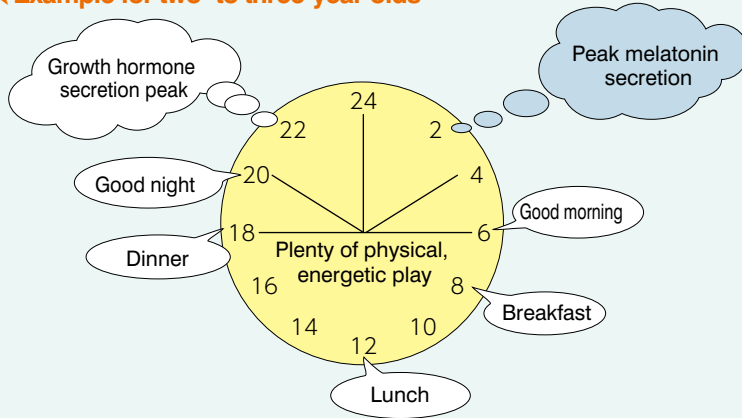 Example for two- to three-year-olds
Growth hormone
secretion peak
Peak melatonin
secretion
24
22
2
20
4
Good night
18
6
Good morning
Dinner
Plenty of physical,
energetic play
16
8
Breakfast
14
10
12
Lunch